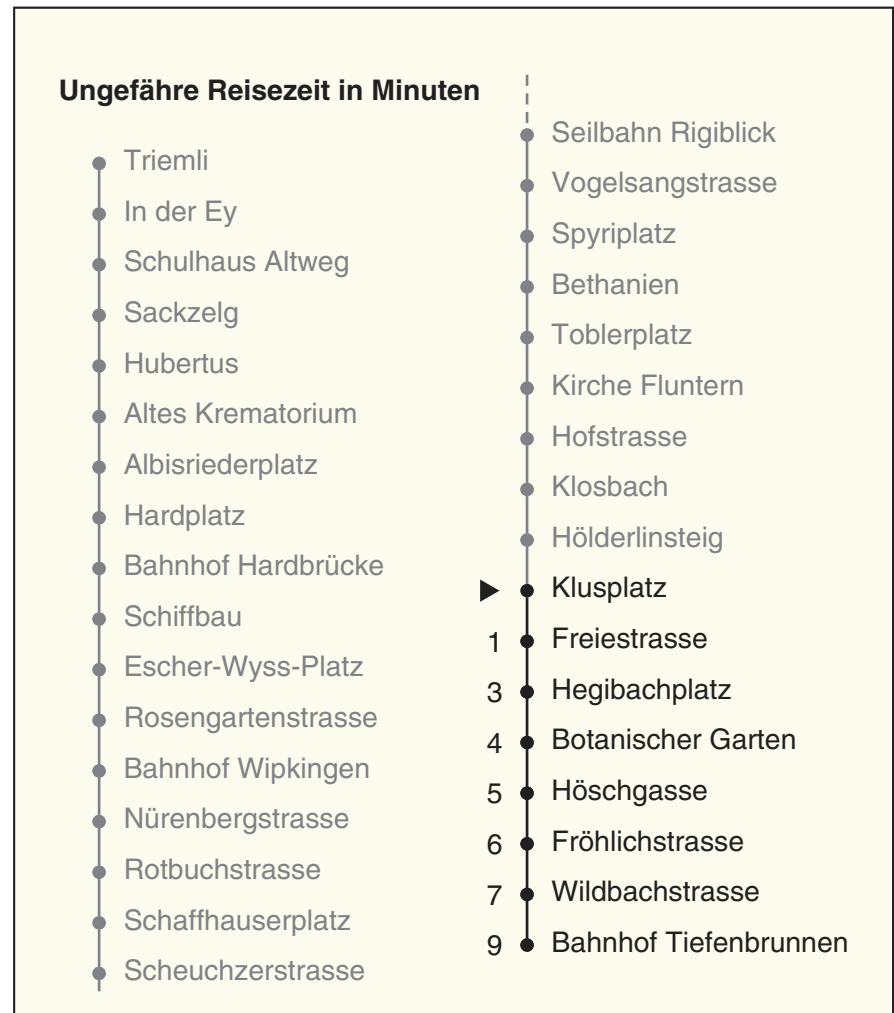 Ungefähre Reisezeit in Minuten
Triemli
In der Ey
Schulhaus Altweg
Sackzelg
Hubertus
Altes Krematorium
Albisriederplatz
Hardplatz
Bahnhof Hardbrücke
Schiffbau
Escher-Wyss-Platz
Rosengartenstrasse
Bahnhof Wipkingen
Nürenbergstrasse
Rotbuchstrasse
Schaffhauserplatz
Scheuchzerstrasse
Seilbahn Rigiblick
Vogelsangstrasse
Spyriplatz
Bethanien
Toblerplatz
Kirche Fluntern
Hofstrasse
Klosbach
Hölderlinsteig
Klusplatz
1 Freiestrasse
3 Hegibachplatz
4 Botanischer Garten
5 Höschgasse
6 Fröhlichstrasse
7 Wildbachstrasse
9 Bahnhof Tiefenbrunnen